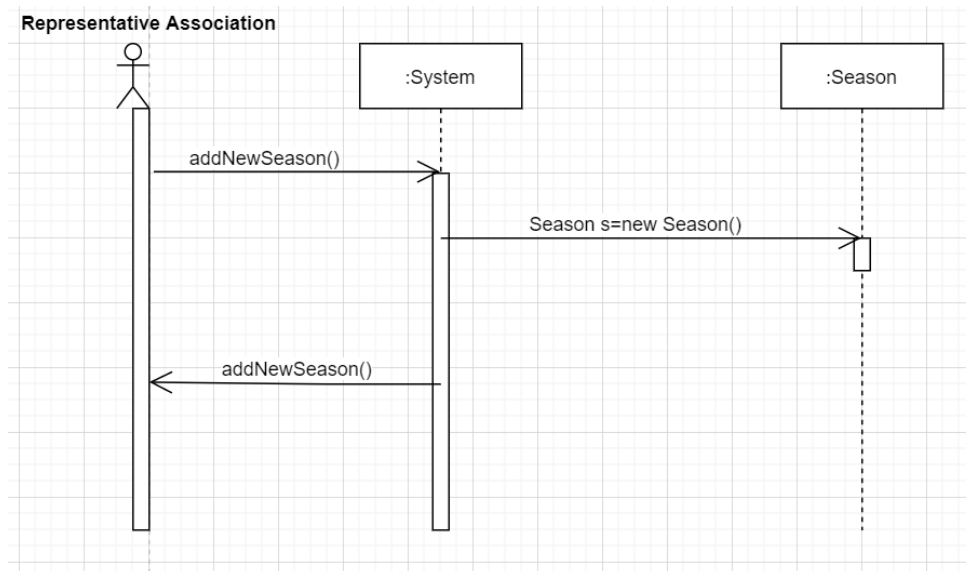 Representative Association
:System
:Season
addNewSeason()
Season s=new Season()
addNewSeason()